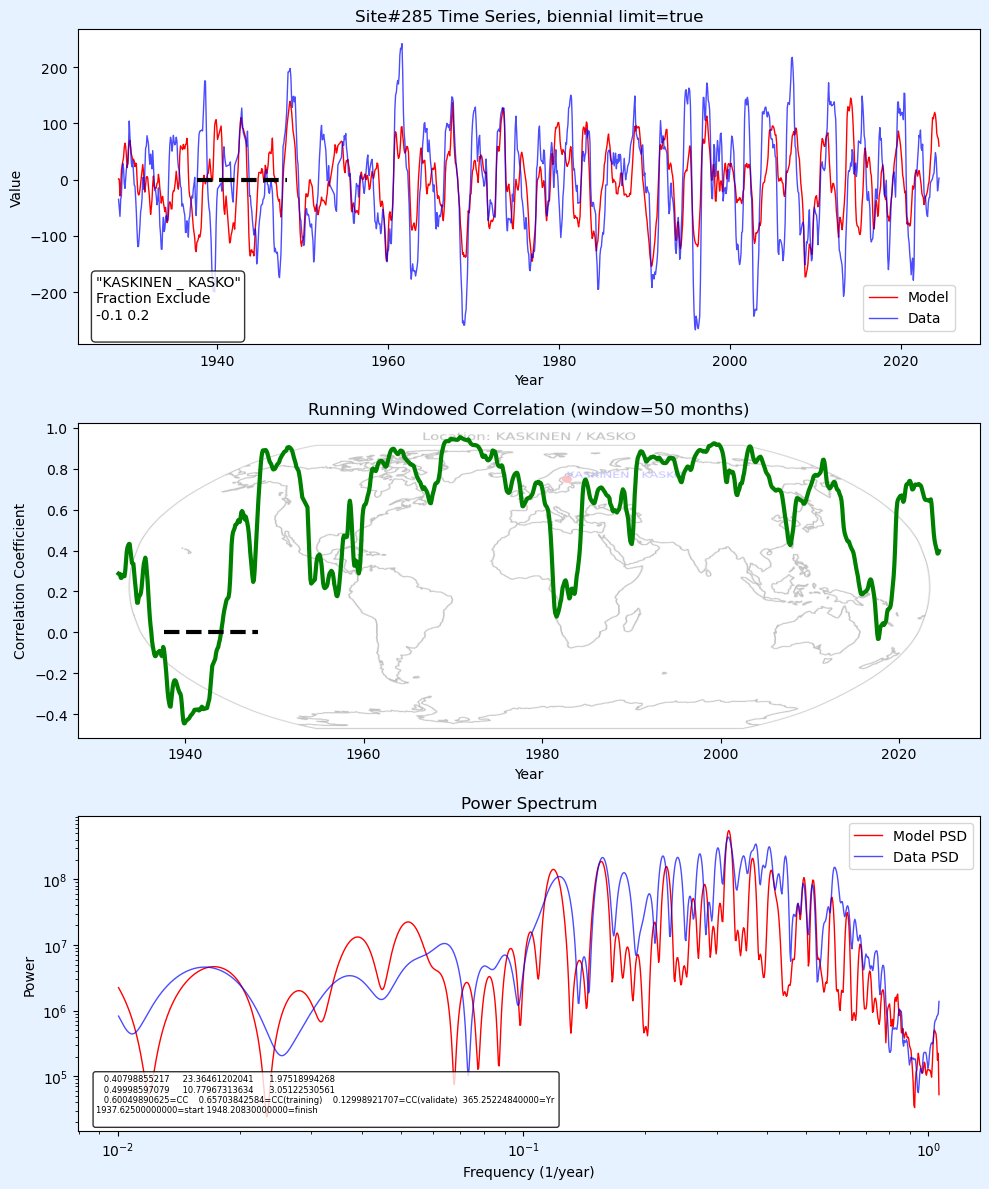 Site#285 Time Series, biennial limit=true
Value
200
100
0
−100
−200
"KASKINEN _ KASKO"
Fraction Exclude
-0.1 0.2
Model
Data
1940
1960
1980
2000
2020
Year
Running Windowed Correlation (window=50 months)
Location: KASKINEN / KASKO
KASKINEN
Correlation Coefficient
1.0
0.8
0.6
0.4
0.2
0.0
−0.2
−0.4
1940
1960
1980
2000
2020
Year
Power Spectrum
Model PSD
Data PSD
Power
10^8
10^7
10^6
10^5
0.40798855217 23.36461202041 1.97518994268
0.49998597079 10.77967313634 3.05122530561
0.60049890625=CC 0.65703842584=CC(training) 0.12998921707=CC(validate) 365.25224840000=Yr
1937.62500000000=start 1948.20830000000=finish
10^−2
10^−1
10^0
Frequency (1/year)